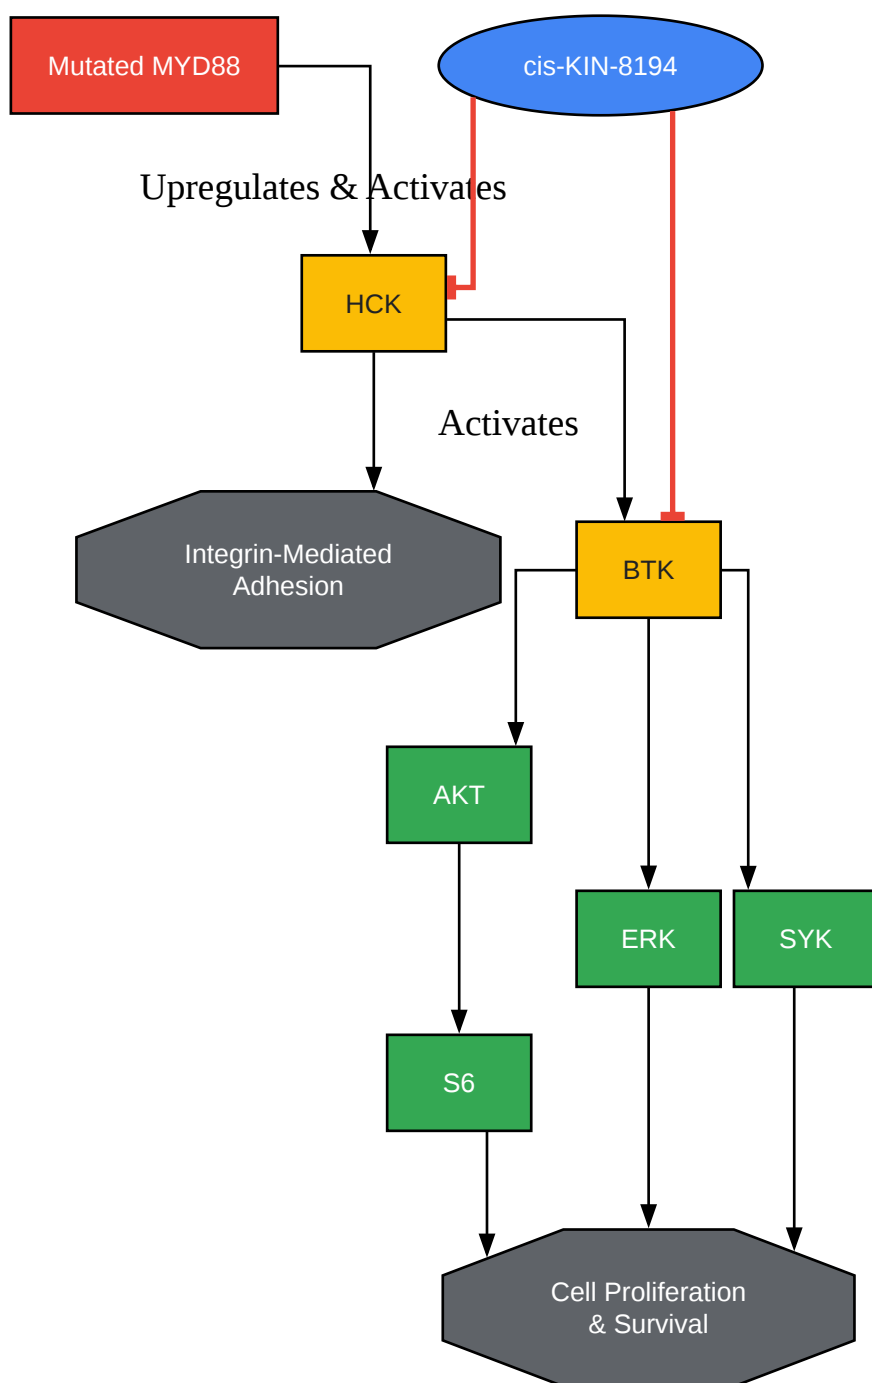 Mutated MYD88
cis-KIN-8194
Upregulates & Activates
HCK
Activates
Integrin-Mediated
Adhesion
BTK
AKT
ERK
SYK
S6
Cell Proliferation
& Survival